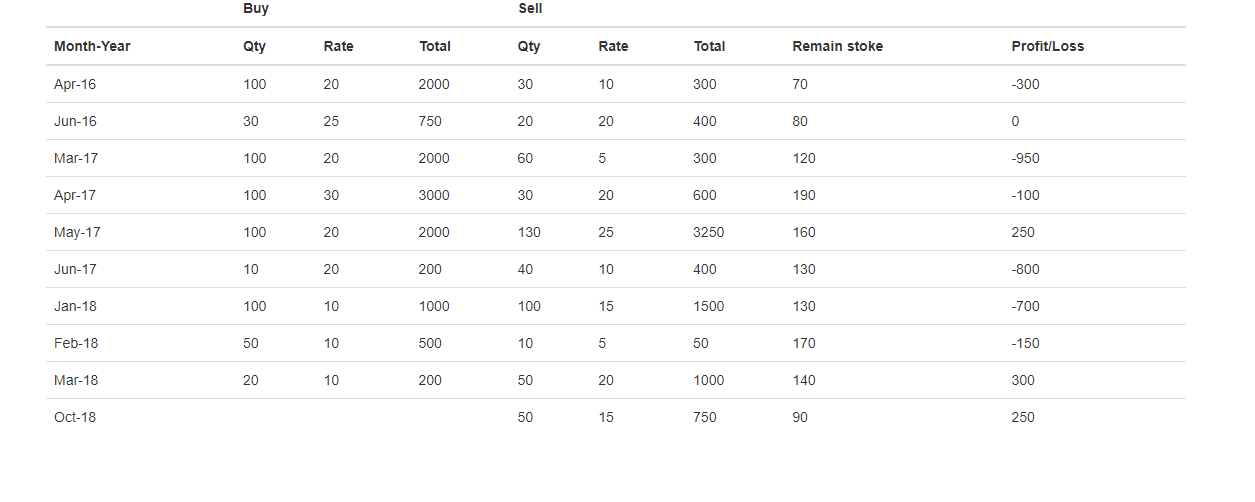 Buy Sell
Month-Year Qty Rate Total Qty Rate Total Remain stoke Profit/Loss
Apr-16 100 20 2000 30 10 300 70 -300
Jun-16 30 25 750 20 20 400 80 0
Mar-17 100 20 2000 60 5 300 120 -950
Apr-17 100 30 3000 30 20 600 190 -100
May-17 100 20 2000 130 25 3250 160 250
Jun-17 10 20 200 40 10 400 130 -800
Jan-18 100 10 1000 100 15 1500 130 -700
Feb-18 50 10 500 10 5 50 170 -150
Mar-18 20 10 200 50 20 1000 140 300
Oct-18 50 15 750 90 250